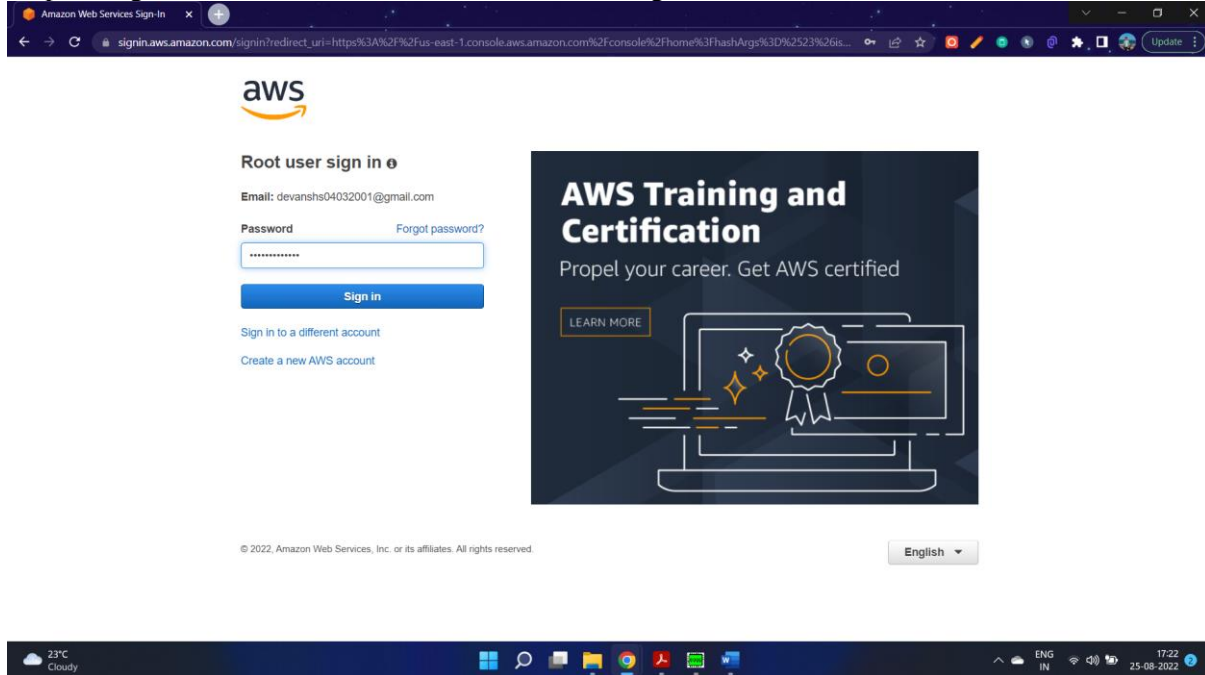 Amazon Web Services Sign-In
signin.aws.amazon.com/signin?redirect_uri=https%3A%2F%2Fus-east-1.console.aws.amazon.com%2Fconsole%2Fhome%3FhashArgs%3D%2523%26is...
Update
aws
Root user sign in
Email: devanshs04032001@gmail.com
Password Forgot password?
Sign in
Sign in to a different account
Create a new AWS account
AWS Training and
Certification
Propel your career. Get AWS certified
LEARN MORE
© 2022, Amazon Web Services, Inc. or its affiliates. All rights reserved.
English
23°C
Cloudy
ENG
IN
17:22
25-08-2022
2